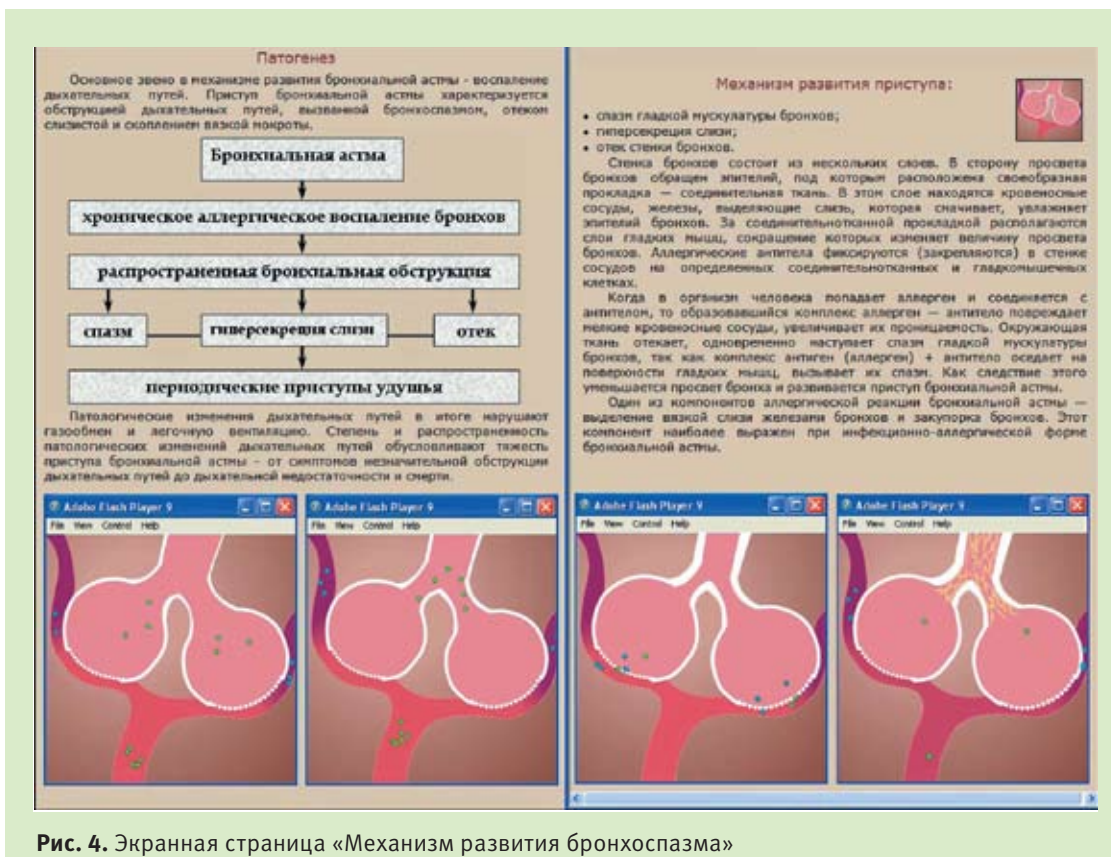 Патогенез
Основное звено в механизме развития бронхиальной астмы - воспаление
дыхательных путей. Приступ бронхиальной астмы характеризуется
обструкцией дыхательных путей, вызванной бронхоспазмом, отеком
слизистой и скоплением вязкой мокроты.
Бронхиальная астма
хроническое аллергическое воспаление бронхов
распространенная бронхиальная обструкция
спазм
гиперсекреция слизи
отек
периодические приступы удушья
Патологические изменения дыхательных путей в итоге нарушают
газообмен и легочную вентиляцию. Степень и распространенность
патологических изменений дыхательных путей обусловливают тяжесть
приступа бронхиальной астмы - от симптомов незначительной обструкции
дыхательных путей до дыхательной недостаточности и смерти.
Adobe Flash Player 9
File View Control Help
Adobe Flash Player 9
File View Control Help
Механизм развития приступа:
• спазм гладкой мускулатуры бронхов;
• гиперсекреция слизи;
• отек стенки бронхов.
Стенка бронхов состоит из нескольких слоев. В сторону просвета
бронхов обращен эпителий, под которым расположена своеобразная
прокладка — соединительная ткань. В этом слое находятся кровеносные
сосуды, железы, выделяющие слизь, которая смачивает, увлажняет
эпителий бронхов. За соединительнотканной прокладкой располагаются
слои гладких мышц, сокращение которых изменяет величину просвета
бронхов. Аллергические антитела фиксируются (закрепляются) в стенке
сосудов на определенных соединительнотканных и гладкомышечных
клетках.
Когда в организм человека попадает аллерген и соединяется с
антителом, то образовавшийся комплекс аллерген — антитело повреждает
мелкие кровеносные сосуды, увеличивает их проницаемость. Окружающая
ткань отекает, одновременно наступает спазм гладкой мускулатуры
бронхов, так как комплекс антиген (аллерген) + антитело оседает на
поверхности гладких мышц, вызывает их спазм. Как следствие этого
уменьшается просвет бронха и развивается приступ бронхиальной астмы.
Один из компонентов аллергической реакции бронхиальной астмы —
выделение вязкой слизи железами бронхов и закупорка бронхов. Этот
компонент наиболее выражен при инфекционно-аллергической форме
бронхиальной астмы.
Adobe Flash Player 9
File View Control Help
Adobe Flash Player 9
File View Control Help
Рис. 4. Экранная страница «Механизм развития бронхоспазма»